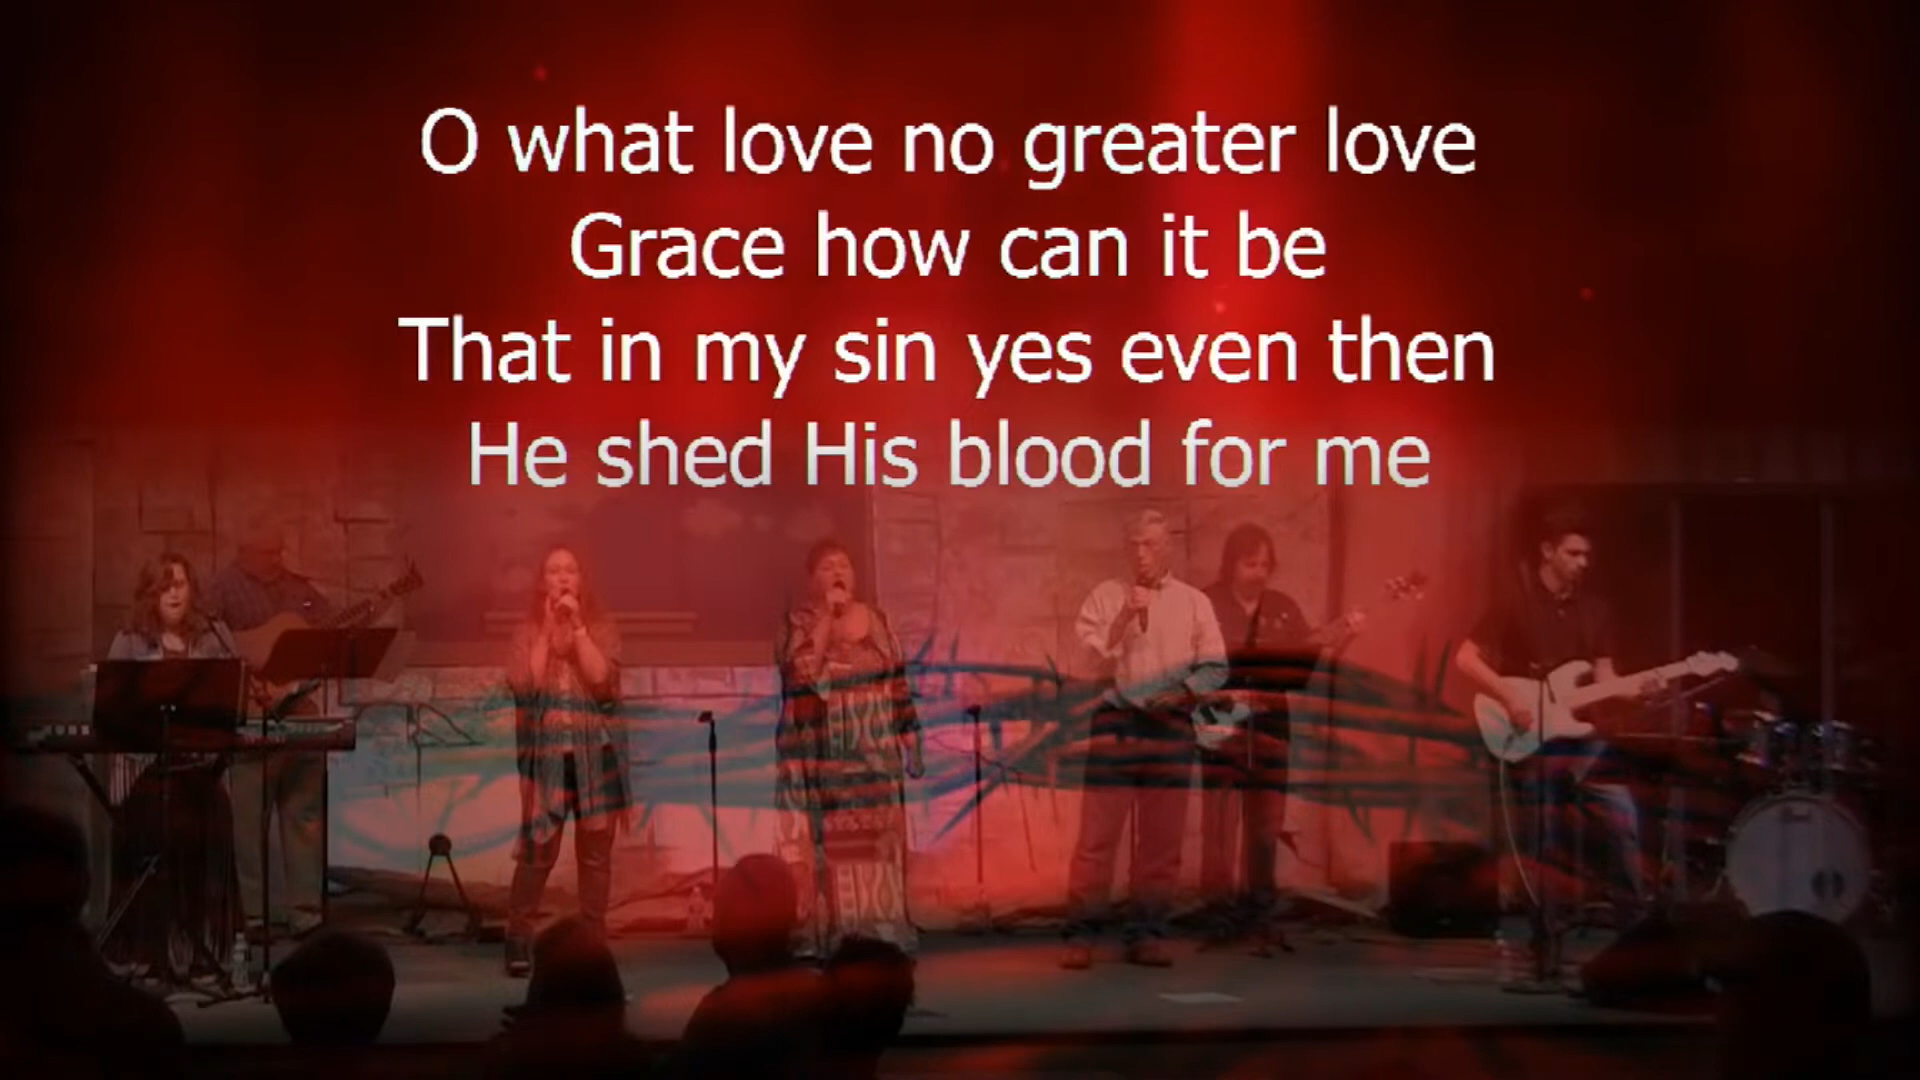 O what love no greater love
Grace how can it be
That in my sin yes even then
He shed His blood for me